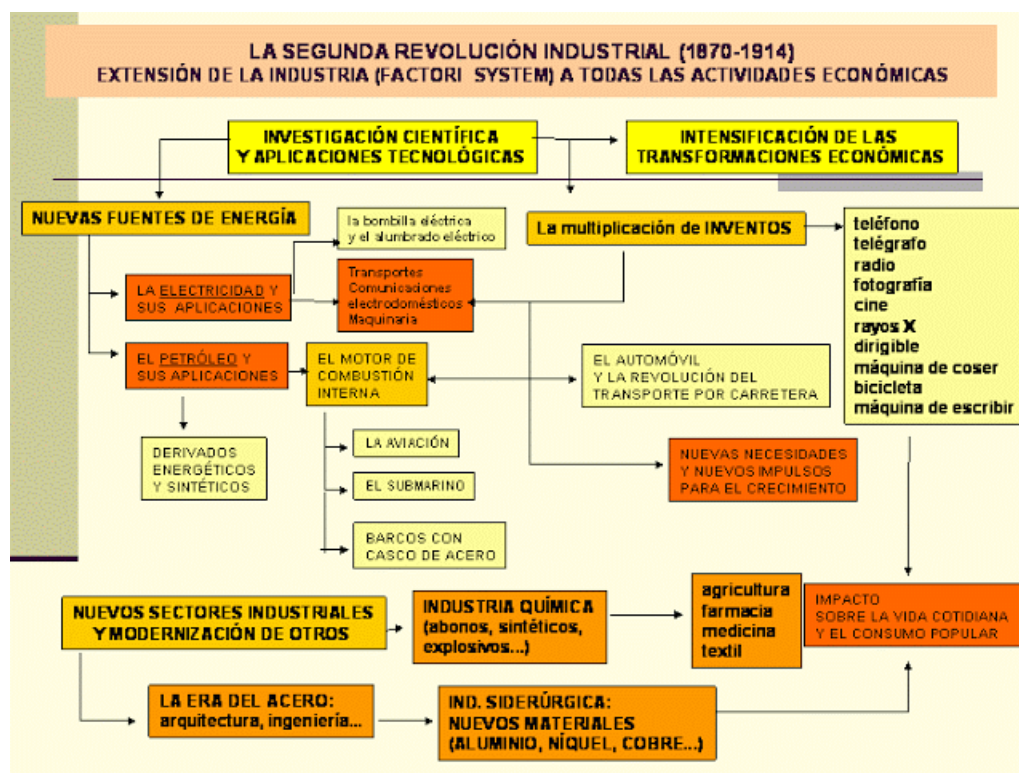 LA SEGUNDA REVOLUCIÓN INDUSTRIAL (1870-1914)
EXTENSIÓN DE LA INDUSTRIA (FACTORI SYSTEM) A TODAS LAS ACTIVIDADES ECONÓMICAS
INVESTIGACIÓN CIENTÍFICA
Y APLICACIONES TECNOLÓGICAS
INTENSIFICACIÓN DE LAS
TRANSFORMACIONES ECONÓMICAS
NUEVAS FUENTES DE ENERGÍA
la bombilla eléctrica
y el alumbrado eléctrico
La multiplicación de INVENTOS
teléfono
telégrafo
radio
fotografía
cine
rayos X
dirigible
máquina de coser
bicicleta
máquina de escribir
LA ELECTRICIDAD Y
SUS APLICACIONES
Transportes
Comunicaciones
electrodomésticos
Maquinaria
EL PETRÓLEO Y
SUS APLICACIONES
EL MOTOR DE
COMBUSTIÓN
INTERNA
EL AUTOMÓVIL
Y LA REVOLUCIÓN DEL
TRANSPORTE POR CARRETERA
DERIVADOS
ENERGÉTICOS
Y SINTÉTICOS
LA AVIACIÓN
EL SUBMARINO
BARCOS CON
CASCO DE ACERO
NUEVAS NECESIDADES
Y NUEVOS IMPULSOS
PARA EL CRECIMIENTO
NUEVOS SECTORES INDUSTRIALES
Y MODERNIZACIÓN DE OTROS
INDUSTRIA QUÍMICA
(abonos, sintéticos,
explosivos...)
agricultura
farmacia
medicina
textil
IMPACTO
SOBRE LA VIDA COTIDIANA
Y EL CONSUMO POPULAR
LA ERA DEL ACERO:
arquitectura, ingeniería...
IND. SIDERÚRGICA:
NUEVOS MATERIALES
(ALUMINIO, NÍQUEL, COBRE...)